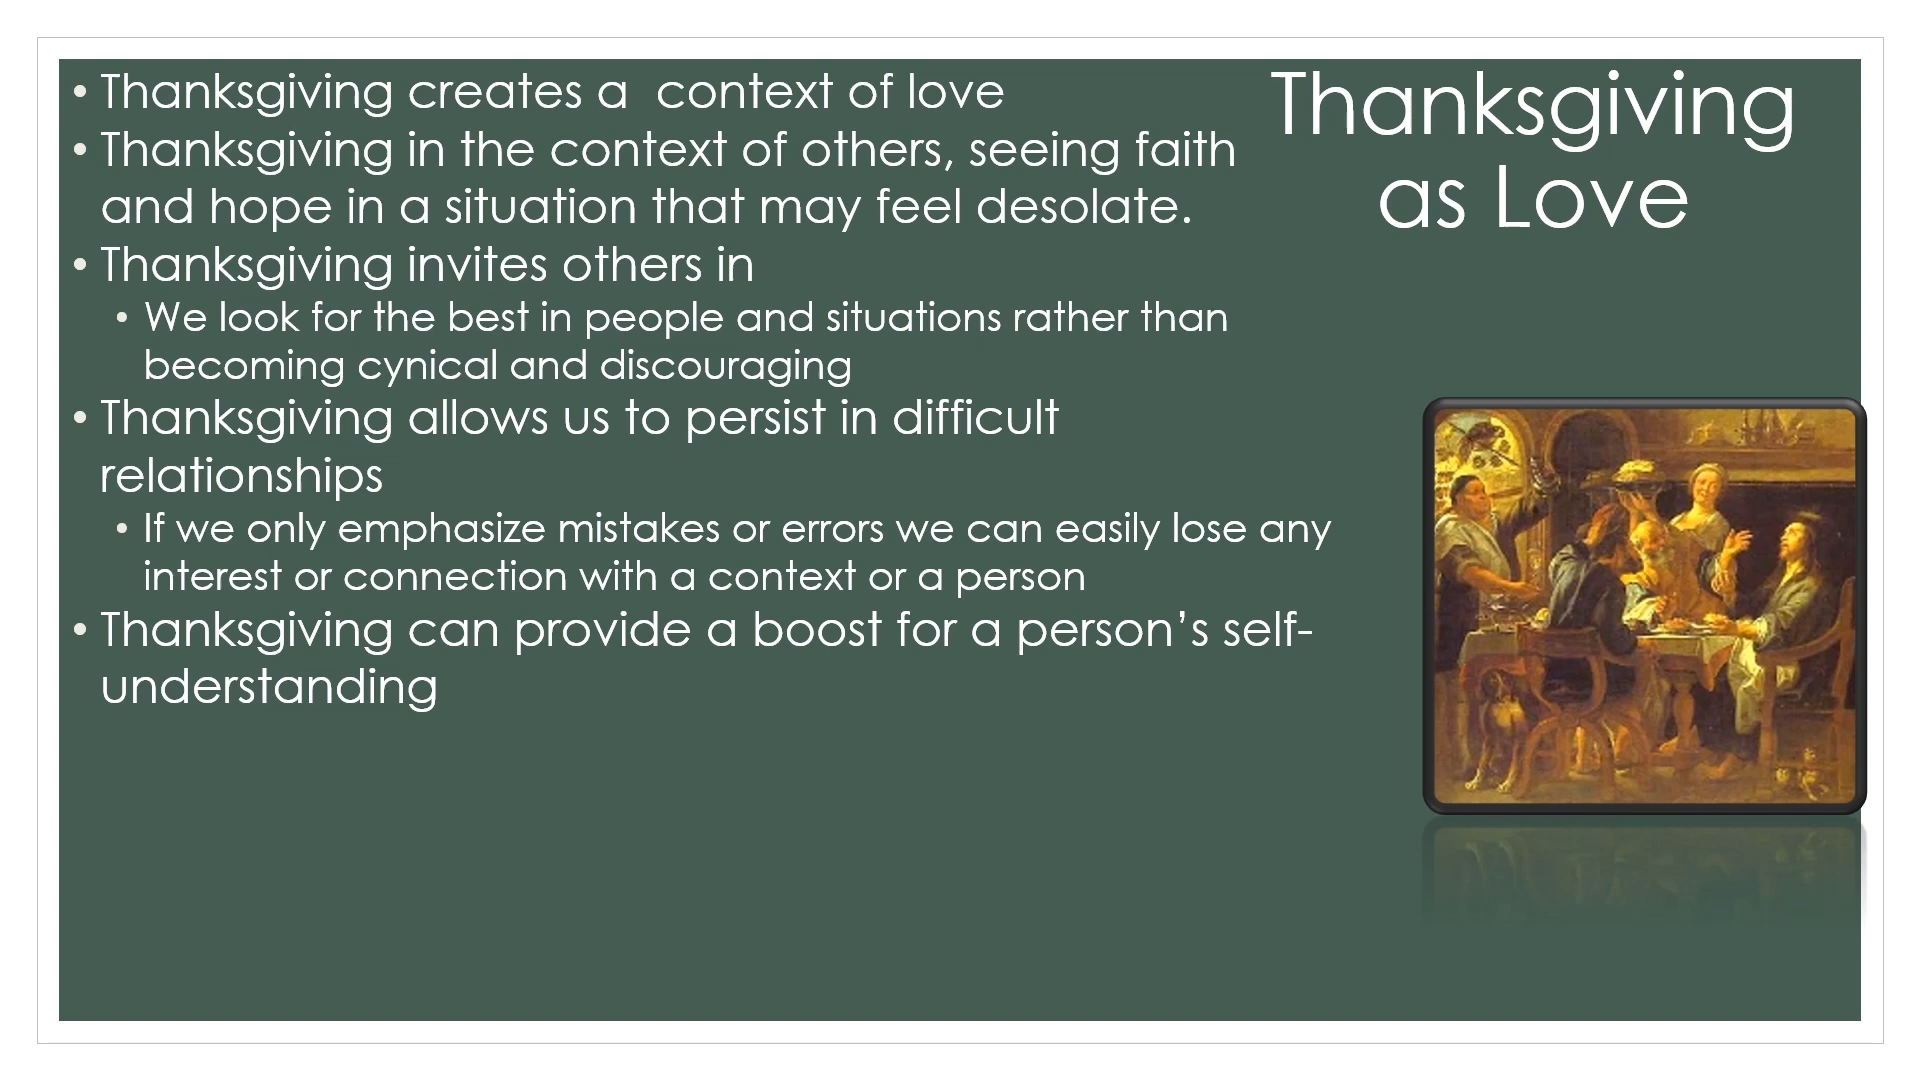 Thanksgiving
as Love
• Thanksgiving creates a  context of love
• Thanksgiving in the context of others, seeing faith
and hope in a situation that may feel desolate.
• Thanksgiving invites others in
• We look for the best in people and situations rather than
becoming cynical and discouraging
• Thanksgiving allows us to persist in difficult
relationships
• If we only emphasize mistakes or errors we can easily lose any
interest or connection with a context or a person
• Thanksgiving can provide a boost for a person’s self-
understanding